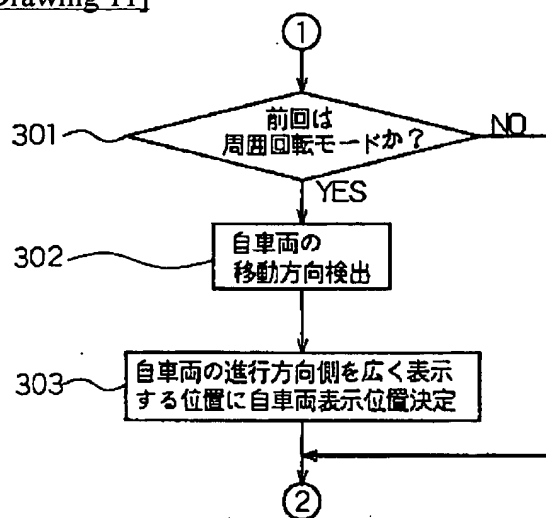 Drawing 11]
①
前回は
周囲回転モードか？
301
NO
YES
自車両の
移動方向検出
302
自車両の進行方向側を広く表示
する位置に自車両表示位置決定
303
②